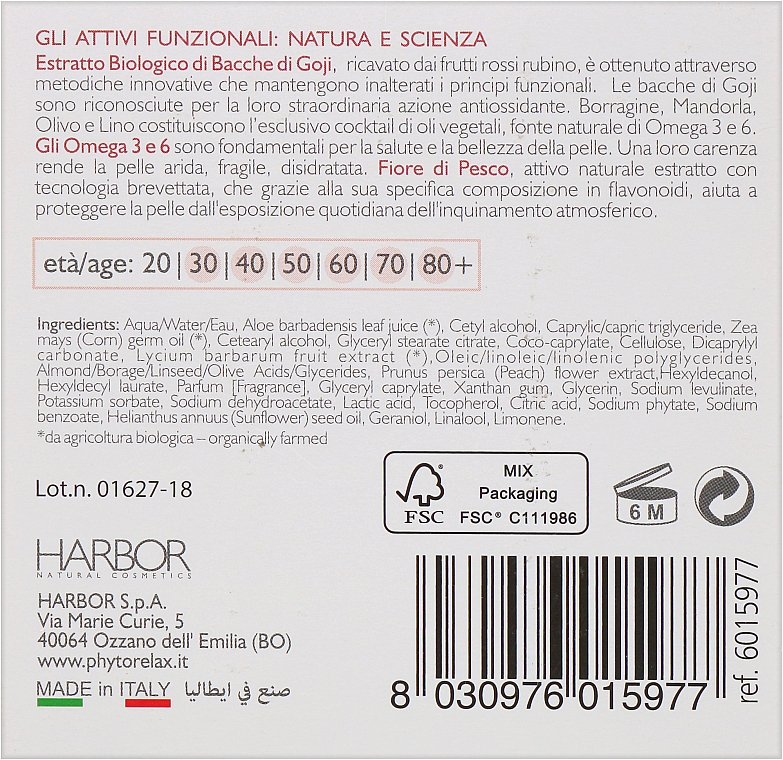 GLI ATTIVI FUNZIONALI: NATURA E SCIENZA
Estratto Biologico di Bacche di Goji, ricavato dai frutti rossi rubino, è ottenuto attraverso
metodiche innovative che mantengono inalterati i principi funzionali. Le bacche di Goji
sono riconosciute per la loro straordinaria azione antiossidante. Borragine, Mandorla,
Olivo e Lino costituiscono l'esclusivo cocktail di oli vegetali, fonte naturale di Omega 3 e 6.
Gli Omega 3 e 6 sono fondamentali per la salute e la bellezza della pelle. Una loro carenza
rende la pelle arida, fragile, disidratata. Fiore di Pesco, attivo naturale estratto con
tecnologia brevettata, che grazie alla sua specifica composizione in flavonoidi, aiuta a
proteggere la pelle dall'esposizione quotidiana dell'inquinamento atmosferico.
età/age: 20|30|40|50|60|70|80+
Ingredients: Aqua/Water/Eau, Aloe barbadensis leaf juice (*), Cetyl alcohol, Caprylic/capric triglyceride, Zea
mays (Corn) germ oil (*), Cetearyl alcohol, Glyceryl stearate citrate, Coco-caprylate, Cellulose, Dicaprylyl
carbonate, Lycium barbarum fruit extract (*),Oleic/linoleic/linolenic polyglycerides,
Almond/Borage/Linseed/Olive Acids/Glycerides, Prunus persica (Peach) flower extract,Hexyldecanol,
Hexyldecyl laurate, Parfum [Fragrance], Glyceryl caprylate, Xanthan gum, Glycerin, Sodium levulinate,
Potassium sorbate, Sodium dehydroacetate, Lactic acid, Tocopherol, Citric acid, Sodium phytate, Sodium
benzoate, Helianthus annuus (Sunflower) seed oil, Geraniol, Linalool, Limonene.
*da agricoltura biologica – organically farmed
Lot.n. 01627-18
FSC
MIX
Packaging
FSC® C111986
6 M
HARBOR
NATURAL COSMETICS
HARBOR S.p.A.
Via Marie Curie, 5
40064 Ozzano dell' Emilia (BO)
www.phytorelax.it
MADE in ITALY صنع في ايطاليا
8 030976 015977
ref. 6015977